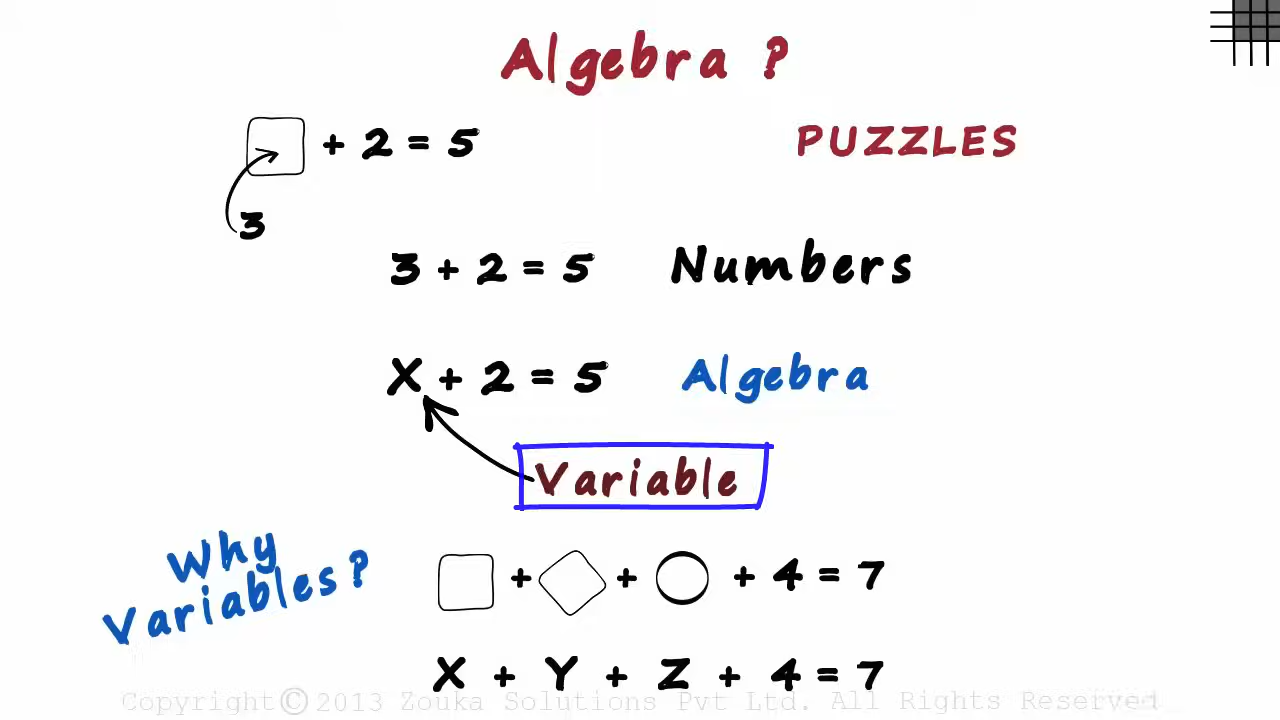 Algebra ?
+ 2 = 5
PUZZLES
3
3 + 2 = 5 Numbers
X + 2 = 5 Algebra
Variable
Why
Variables?
+ + + 4 = 7
X + Y + Z + 4 = 7
Copyright© 2013 Zouka Solutions Pvt Ltd. All Rights Reserved